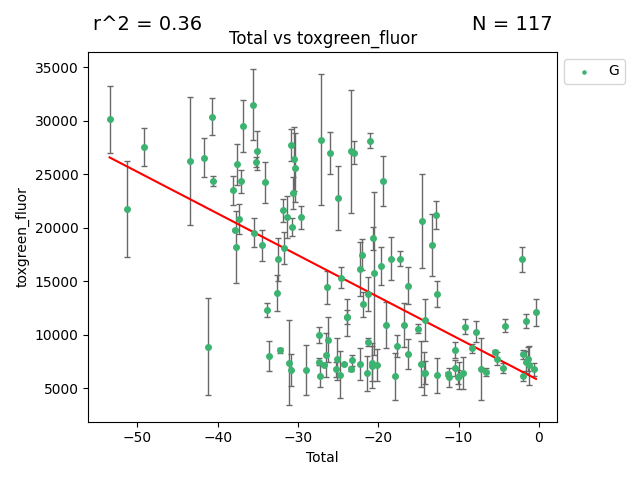 r^2 = 0.36
N = 117
Total vs toxgreen_fluor
G
toxgreen_fluor
35000
30000
25000
20000
15000
10000
5000
−50
−40
−30
−20
−10
0
Total